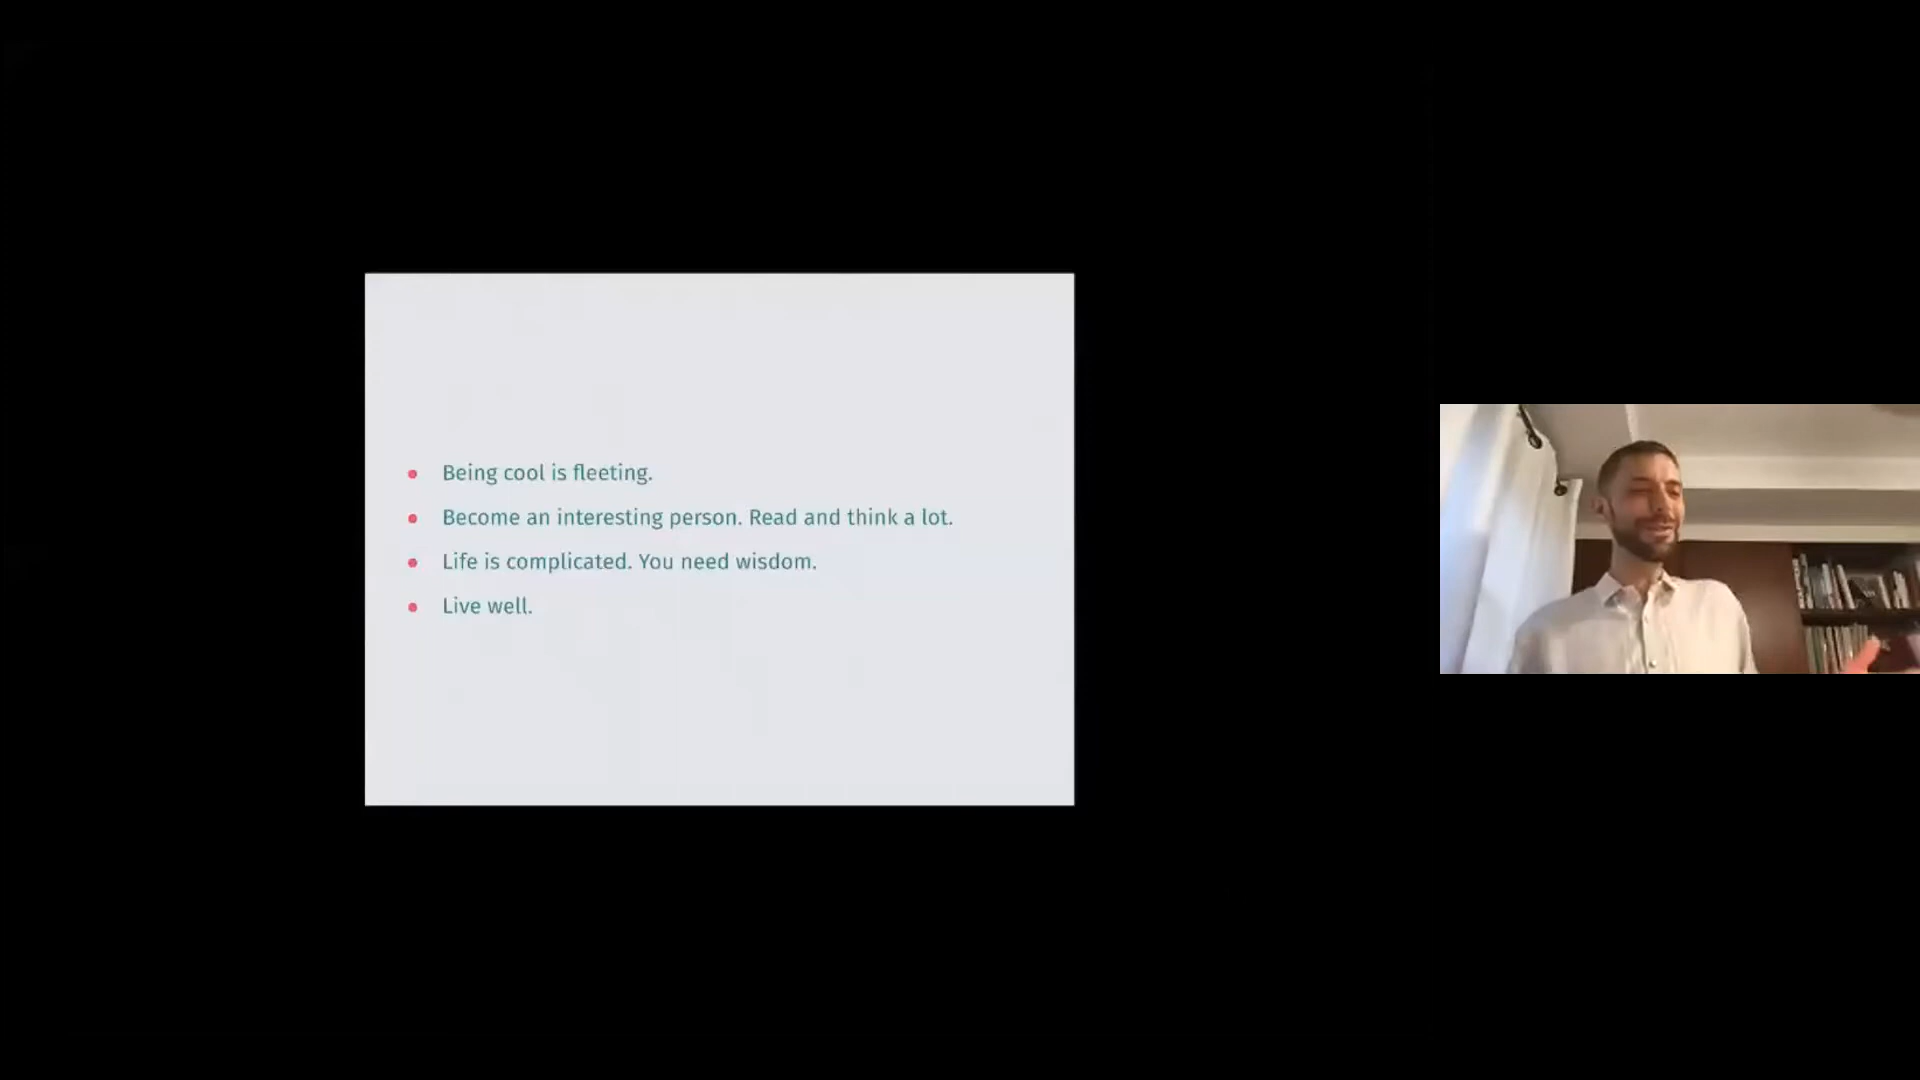 Being cool is fleeting.
Become an interesting person. Read and think a lot.
Life is complicated. You need wisdom.
Live well.